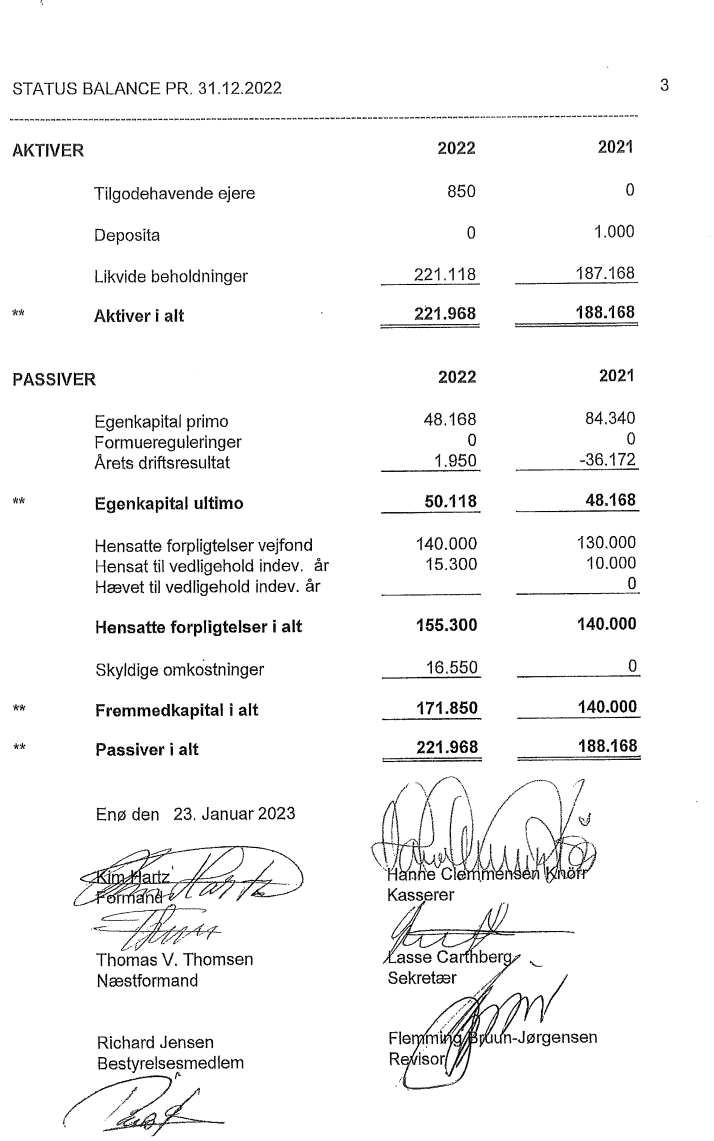 STATUS BALANCE PR. 31.12.2022 3
AKTIVER 2022 2021
Tilgodehavende ejere 850 0
Deposita 0 1.000
Likvide beholdninger 221.118 187.168
** Aktiver i alt 221.968 188.168
PASSIVER 2022 2021
Egenkapital primo 48.168 84.340
Formuereguleringer 0 0
Årets driftsresultat 1.950 -36.172
** Egenkapital ultimo 50.118 48.168
Hensatte forpligtelser vejfond 140.000 130.000
Hensat til vedligehold indev. år 15.300 10.000
Hævet til vedligehold indev. år 0
Hensatte forpligtelser i alt 155.300 140.000
Skyldige omkostninger 16.550 0
** Fremmedkapital i alt 171.850 140.000
** Passiver i alt 221.968 188.168
Enø den 23. Januar 2023
Kim Hartz Hanne Clemmensen Knörr
Formand Kasserer
Thomas V. Thomsen Lasse Carthberg
Næstformand Sekretær
Richard Jensen Flemming Bruun-Jørgensen
Bestyrelsesmedlem Revisor